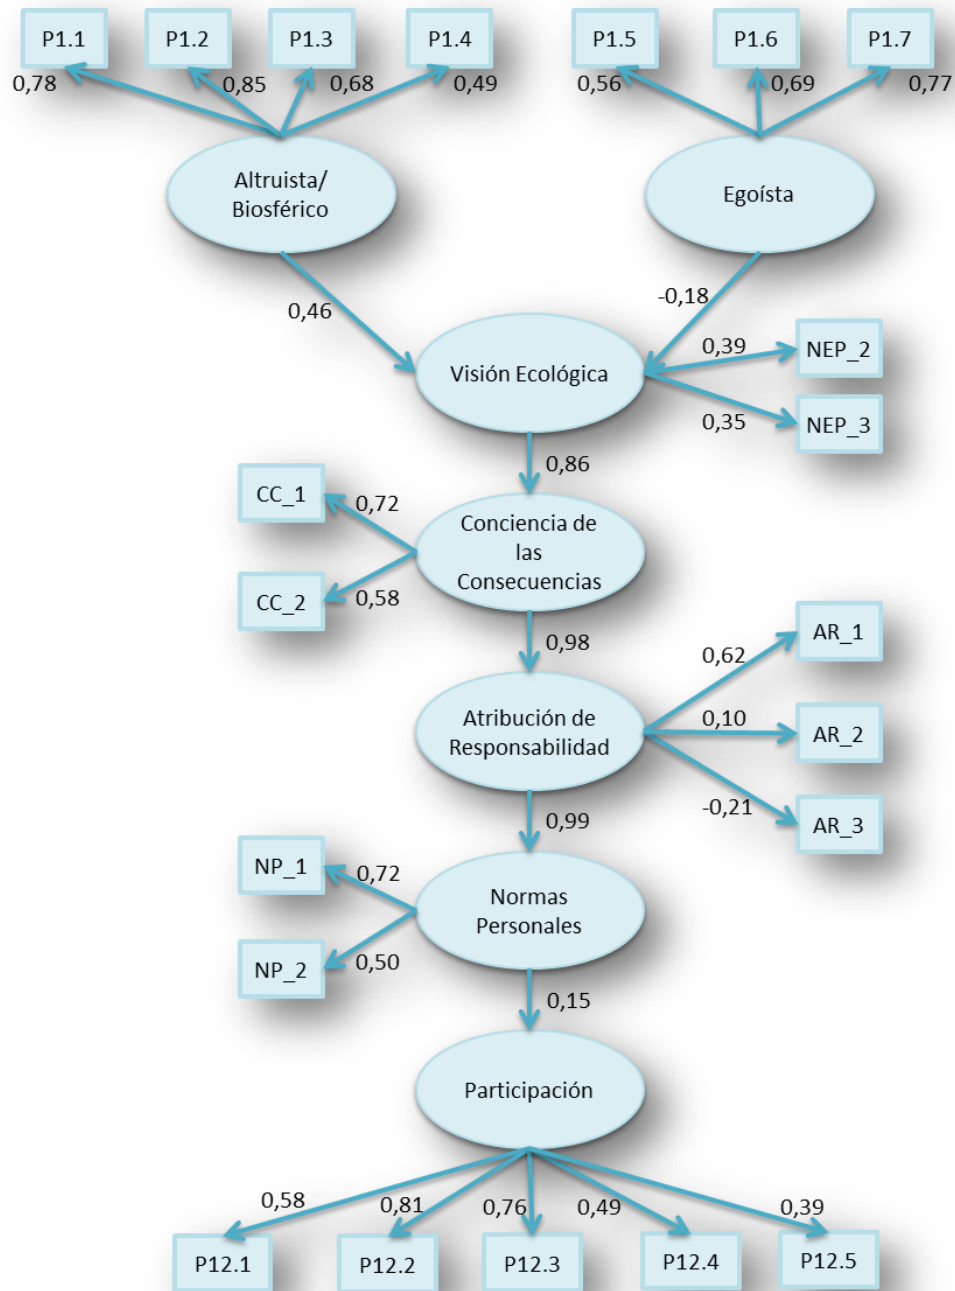 P1.1
P1.2
P1.3
P1.4
P1.5
P1.6
P1.7
0,78
0,85
0,68
0,49
0,56
0,69
0,77
Altruista/
Biosférico
Egoísta
0,46
-0,18
Visión Ecológica
0,39
NEP_2
0,35
NEP_3
0,86
CC_1
0,72
Conciencia de
las
Consecuencias
CC_2
0,58
0,98
AR_1
0,62
Atribución de
Responsabilidad
0,10
AR_2
-0,21
AR_3
0,99
NP_1
0,72
Normas
Personales
NP_2
0,50
0,15
Participación
0,58
0,81
0,76
0,49
0,39
P12.1
P12.2
P12.3
P12.4
P12.5